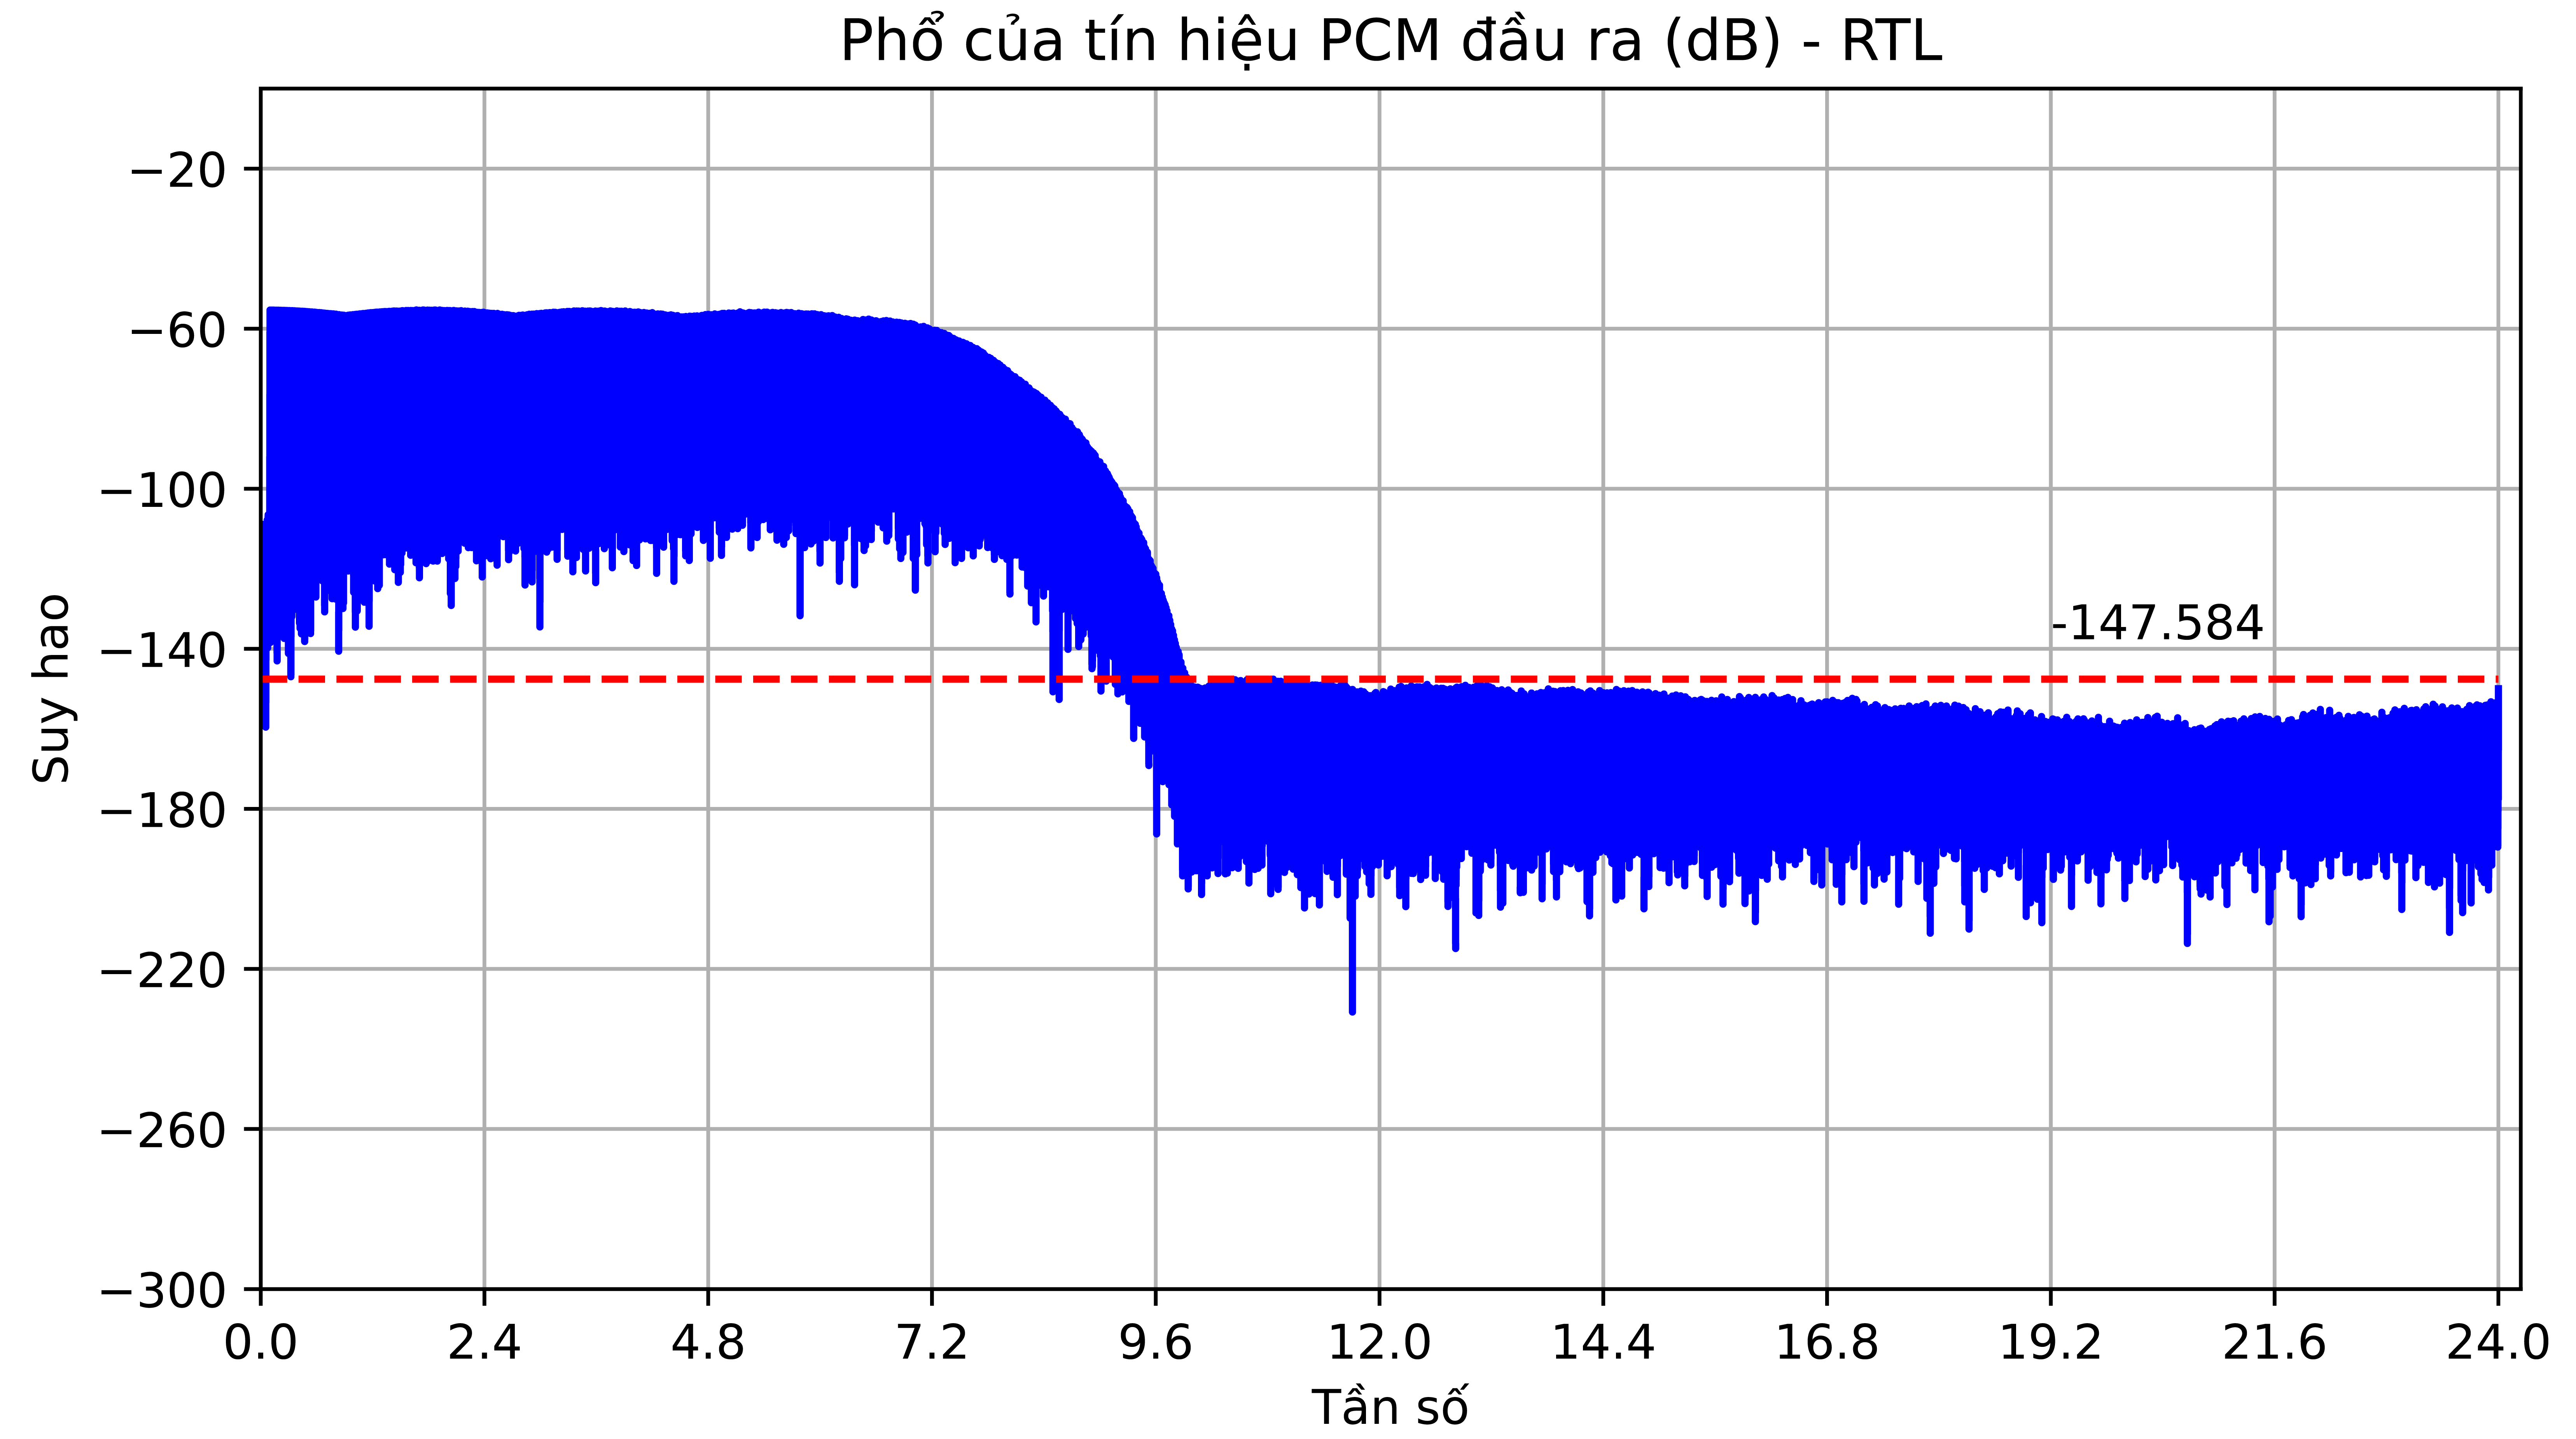 Phổ của tín hiệu PCM đầu ra (dB) - RTL
−20
−60
−100
−140
−180
−220
−260
−300
Suy hao
-147.584
0.0 2.4 4.8 7.2 9.6 12.0 14.4 16.8 19.2 21.6 24.0
Tần số